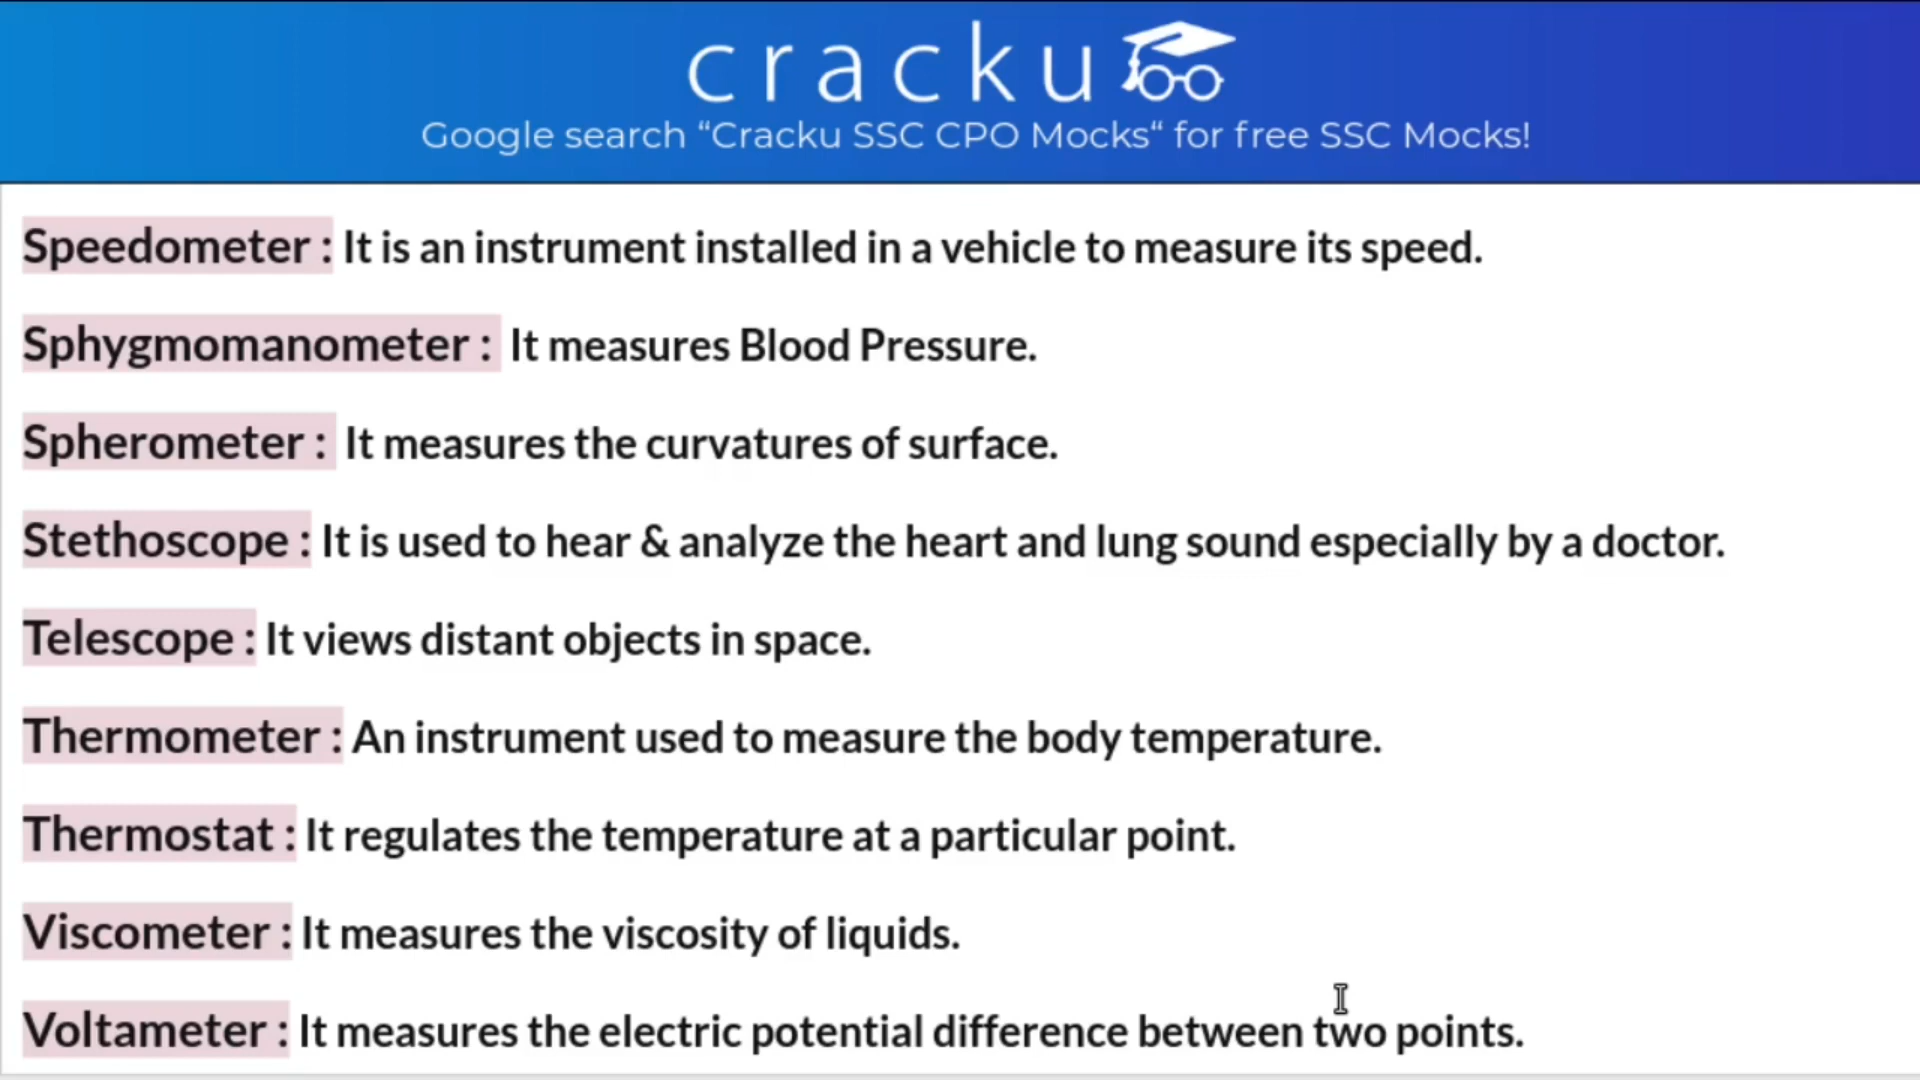 cracku
Google search “Cracku SSC CPO Mocks“ for free SSC Mocks!
Speedometer : It is an instrument installed in a vehicle to measure its speed.
Sphygmomanometer : It measures Blood Pressure.
Spherometer : It measures the curvatures of surface.
Stethoscope : It is used to hear & analyze the heart and lung sound especially by a doctor.
Telescope : It views distant objects in space.
Thermometer : An instrument used to measure the body temperature.
Thermostat : It regulates the temperature at a particular point.
Viscometer : It measures the viscosity of liquids.
Voltameter : It measures the electric potential difference between two points.